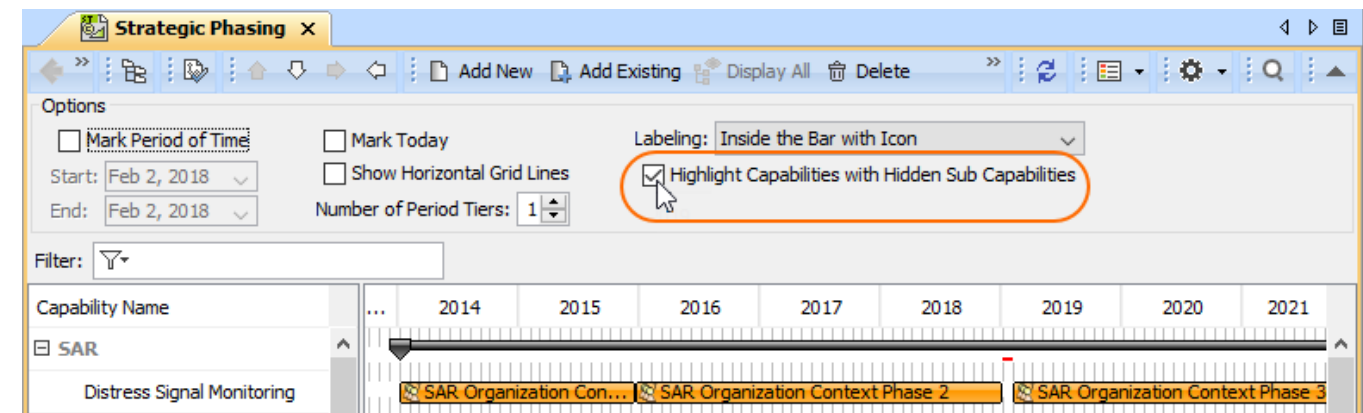 Strategic Phasing X
Add New Add Existing Display All Delete
Options
Mark Period of Time Mark Today Labeling: Inside the Bar with Icon
Start: Feb 2, 2018 Show Horizontal Grid Lines Highlight Capabilities with Hidden Sub Capabilities
End: Feb 2, 2018 Number of Period Tiers: 1
Filter:
Capability Name ... 2014 2015 2016 2017 2018 2019 2020 2021
SAR
Distress Signal Monitoring SAR Organization Con... SAR Organization Context Phase 2 SAR Organization Context Phase 3